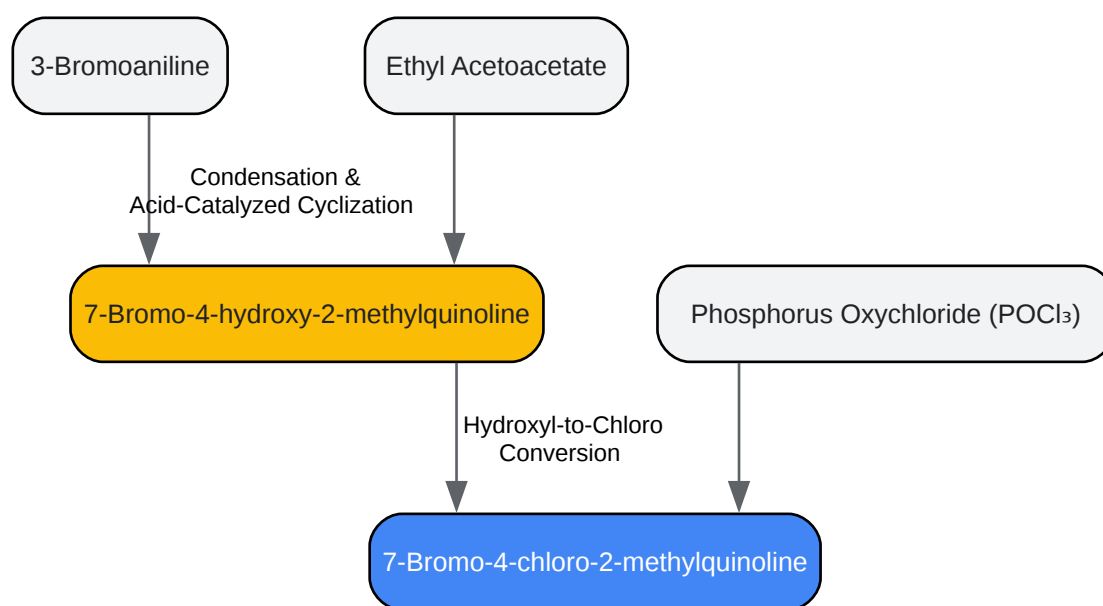 3-Bromoaniline
Ethyl Acetoacetate
Condensation &
Acid-Catalyzed Cyclization
7-Bromo-4-hydroxy-2-methylquinoline
Phosphorus Oxychloride (POCl₃)
Hydroxyl-to-Chloro
Conversion
7-Bromo-4-chloro-2-methylquinoline